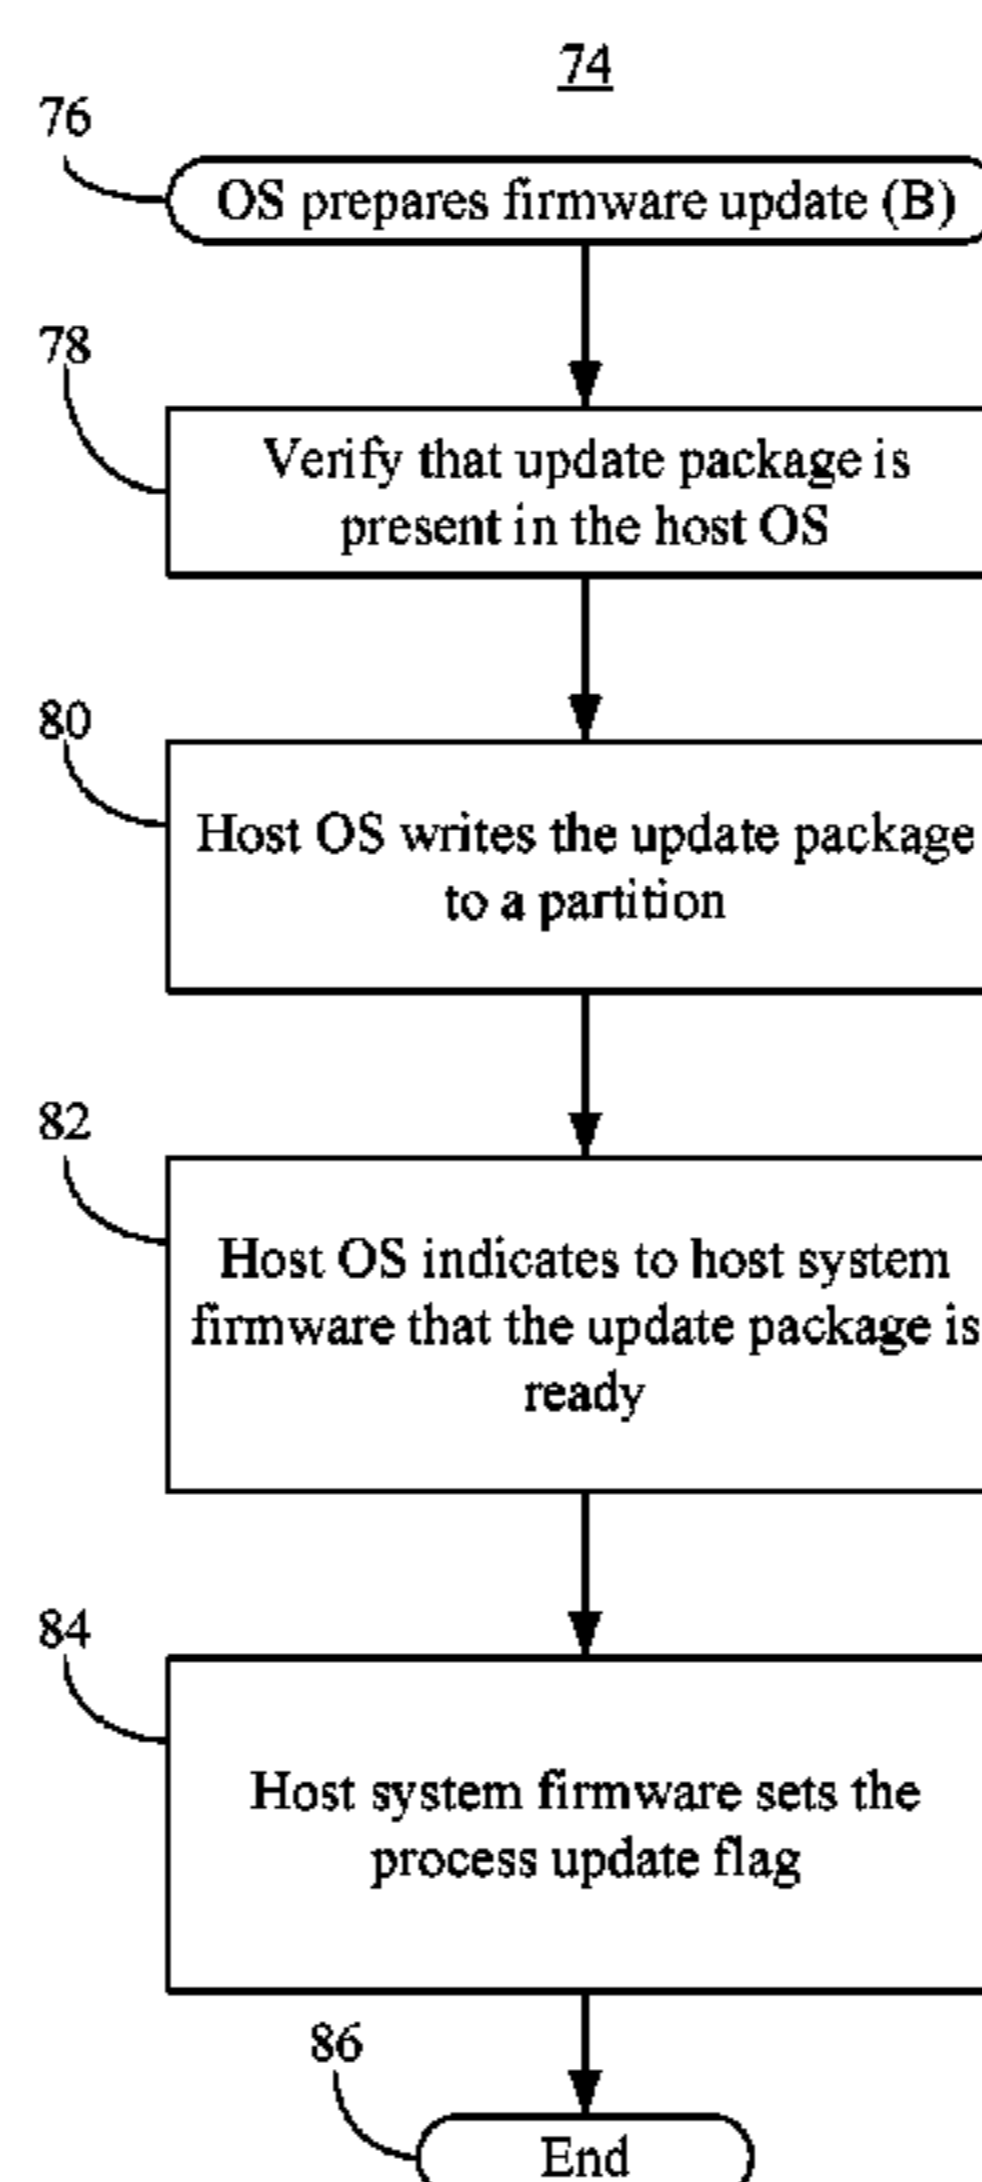 74
76
OS prepares firmware update (B)
78
Verify that update package is
present in the host OS
80
Host OS writes the update package
to a partition
82
Host OS indicates to host system
firmware that the update package is
ready
84
Host system firmware sets the
process update flag
86
End